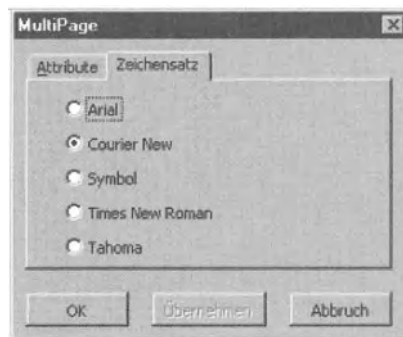 MultiPage
Attribute Zeichensatz
Arial
Courier New
Symbol
Times New Roman
Tahoma
OK Übernehmen Abbruch